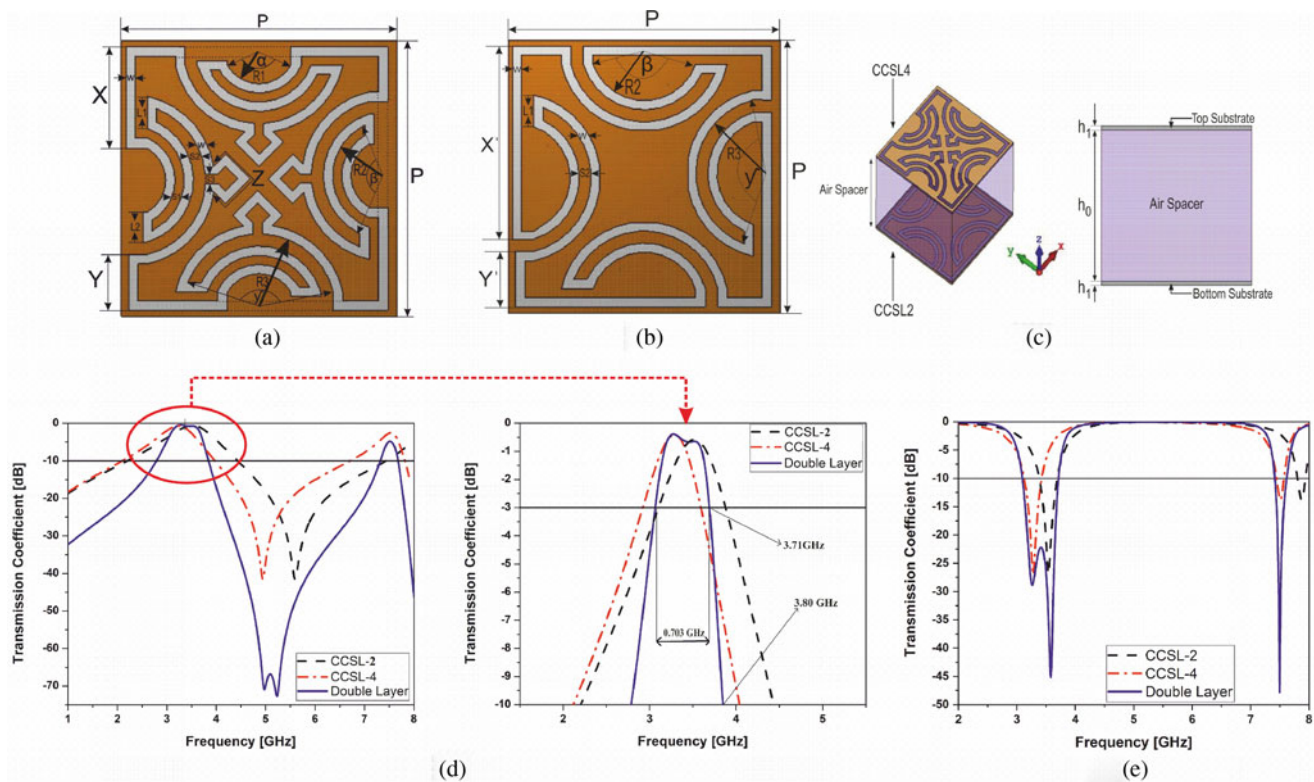 P
X
W
α
R1
L1
W
S2
S3
S1
Z
R2
β
P
L2
Y
R3
γ
(a)
P
X'
W
β
R2
L1
W
S2
R3
y
P
Y'
(b)
CCSL4
Air Spacer
CCSL2
y
z
x
h1
Top Substrate
h0
Air Spacer
h1
Bottom Substrate
(c)
Transmission Coefficient [dB]
0
-10
-20
-30
-40
-50
-60
-70
CCSL-2
CCSL-4
Double Layer
1 2 3 4 5 6 7 8
Frequency [GHz]
Transmission Coefficient [dB]
0
-1
-2
-3
-4
-5
-6
-7
-8
-9
-10
CCSL-2
CCSL-4
Double Layer
3.71GHz
3.80 GHz
0.703 GHz
2 3 4 5
Frequency [GHz]
(d)
Transmission Coefficient [dB]
0
-5
-10
-15
-20
-25
-30
-35
-40
-45
-50
CCSL-2
CCSL-4
Double Layer
2 3 4 5 6 7 8
Frequency [GHz]
(e)